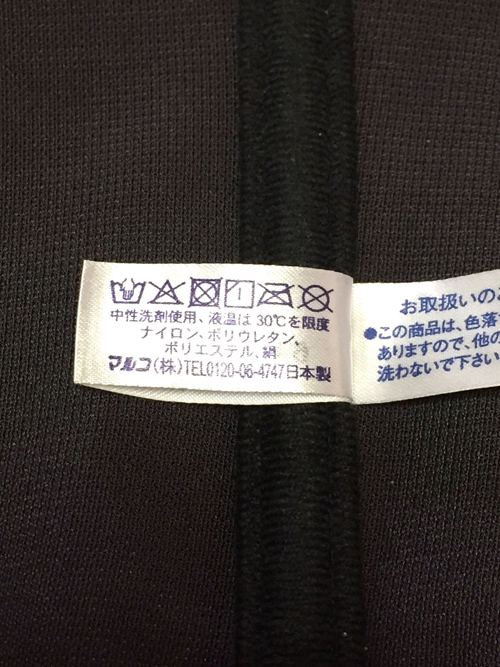 中性洗剤使用、液温は30℃を限度
ナイロン、ポリウレタン、
ポリエステル、絹
マルコ(株)TEL0120-06-4747日本製
お取扱いのご
●この商品は、色落
ありますので、他の
洗わないで下さい